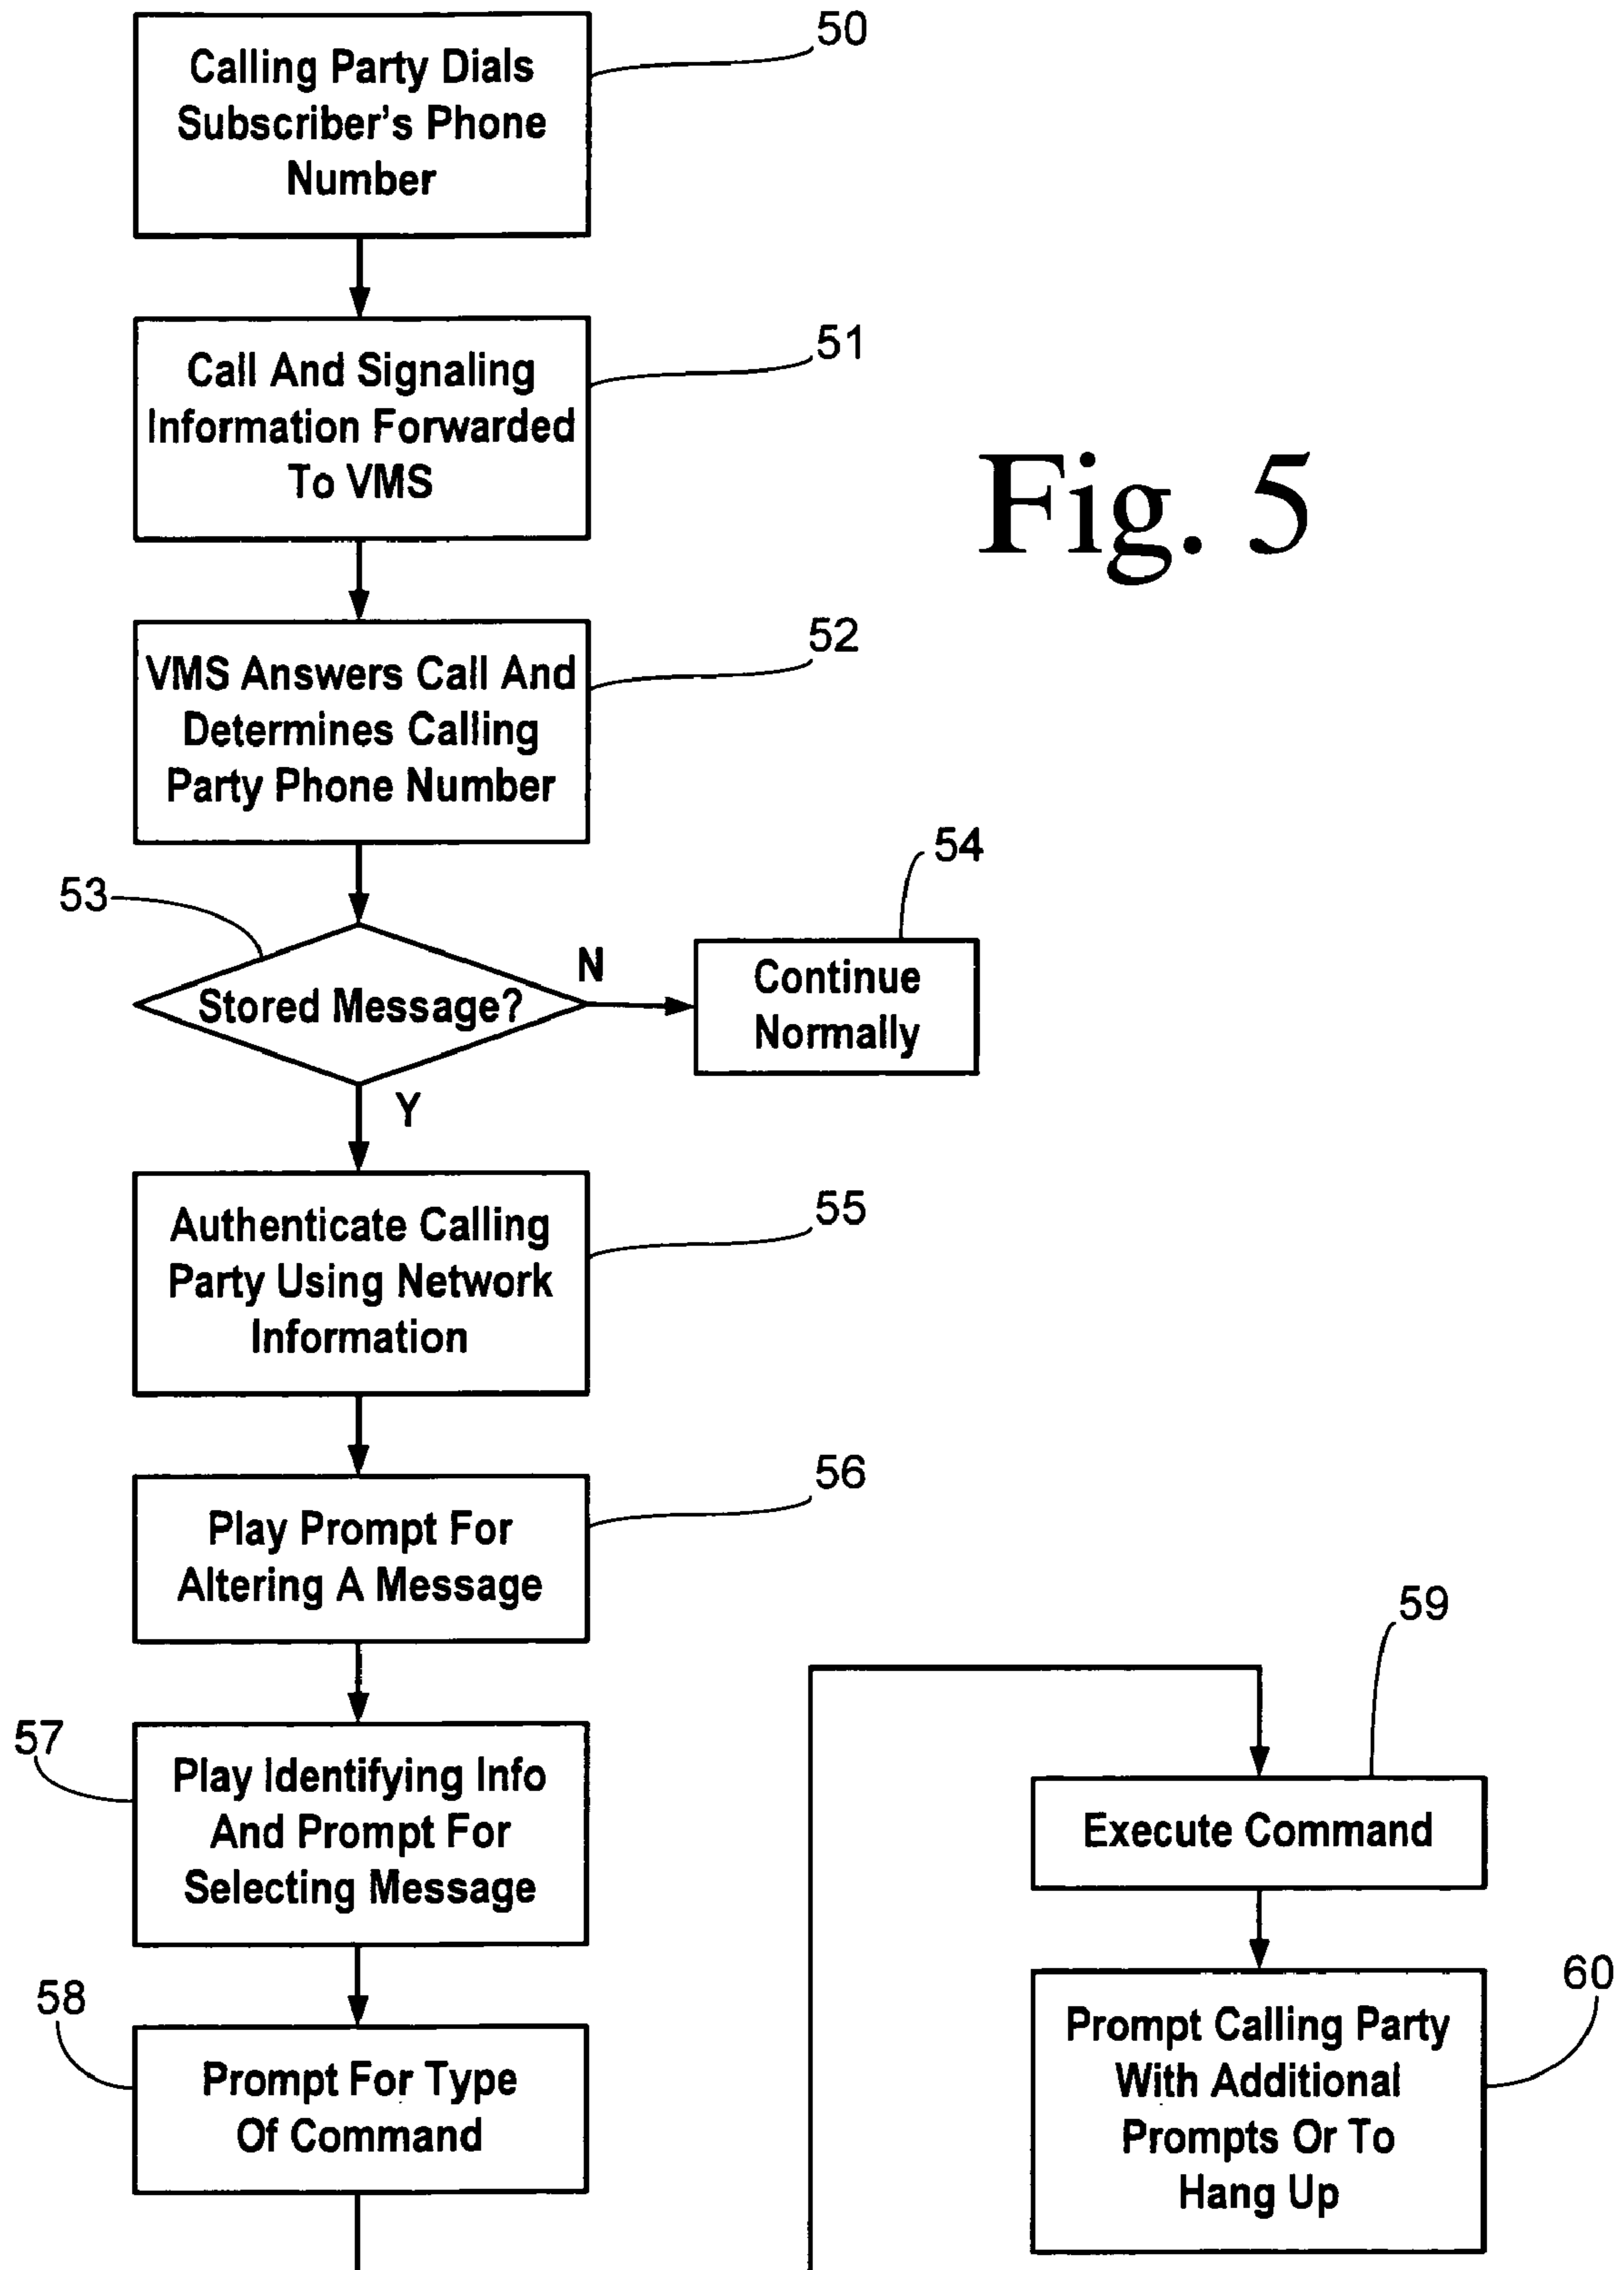 50
Calling Party Dials
Subscriber's Phone
Number
51
Call And Signaling
Information Forwarded
To VMS
Fig. 5
52
VMS Answers Call And
Determines Calling
Party Phone Number
53
Stored Message?
N
54
Continue
Normally
Y
55
Authenticate Calling
Party Using Network
Information
56
Play Prompt For
Altering A Message
57
Play Identifying Info
And Prompt For
Selecting Message
58
Prompt For Type
Of Command
59
Execute Command
60
Prompt Calling Party
With Additional
Prompts Or To
Hang Up